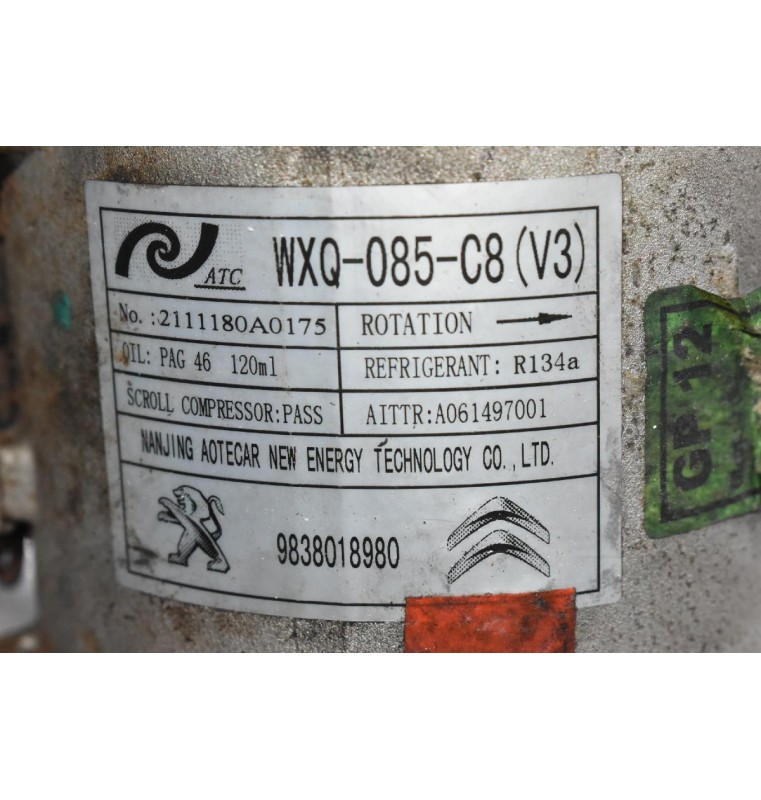 ATC
WXQ-085-C8(V3)
No.:2111180A0175
ROTATION
OIL: PAG 46 120ml
REFRIGERANT: R134a
SCROLL COMPRESSOR:PASS
AITTR:A061497001
NANJING AOTECAR NEW ENERGY TECHNOLOGY CO.,LTD.
9838018980
GP 12